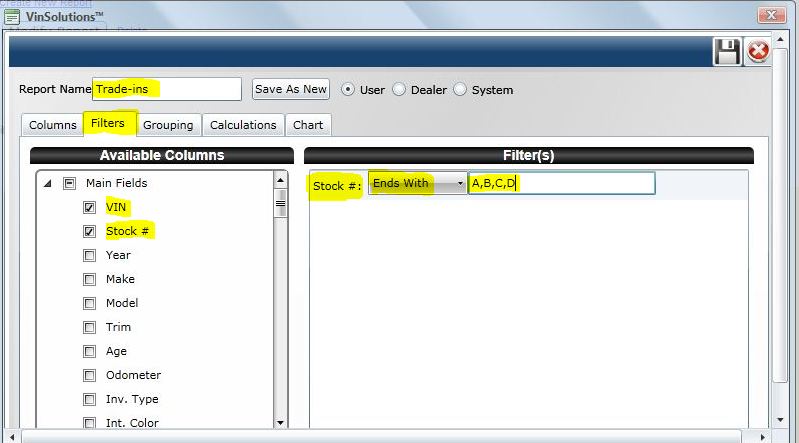 Create New Report
VinSolutions™
Modify Report Delete
Report Name Trade-ins Save As New User Dealer System
Columns Filters Grouping Calculations Chart
Available Columns Filter(s)
Main Fields
Stock #: Ends With A,B,C,D
VIN
Stock #
Year
Make
Model
Trim
Age
Odometer
Inv. Type
Int. Color